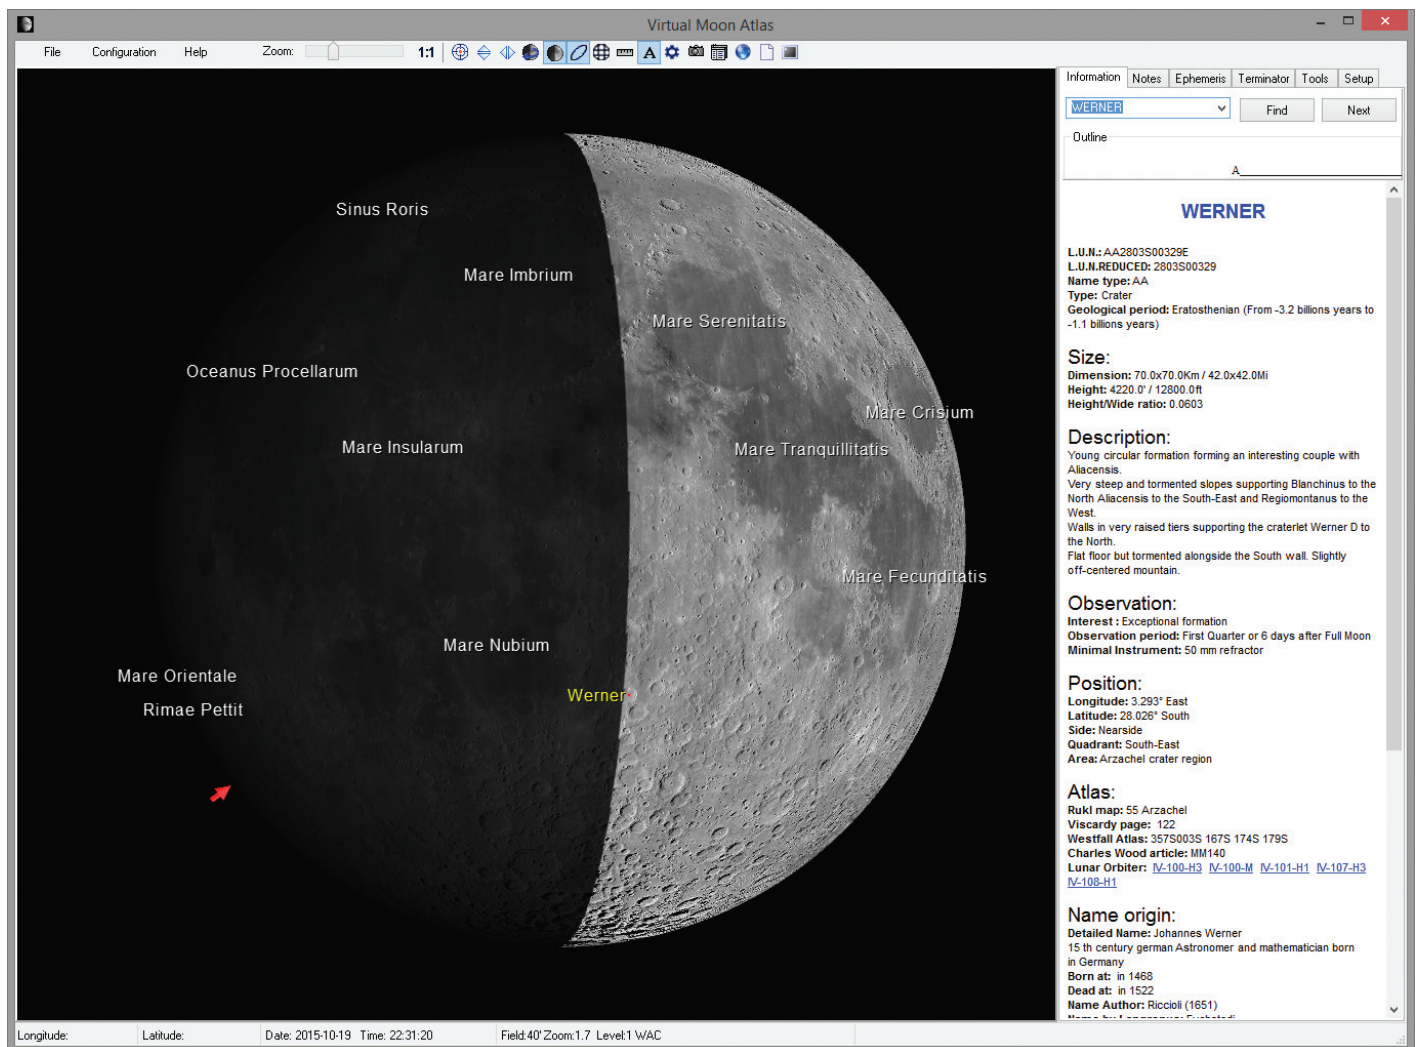 Virtual Moon Atlas
File Configuration Help Zoom: 1:1 A
Information Notes Ephemeris Terminator Tools Setup
WERNER Find Next
Outline
A
WERNER
L.U.N.: AA2803S00329E
L.U.N.REDUCED: 2803S00329
Name type: AA
Type: Crater
Geological period: Eratosthenian (From -3.2 billions years to
-1.1 billions years)
Size:
Dimension: 70.0x70.0Km / 42.0x42.0Mi
Height: 4220.0' / 12800.0ft
Height/Wide ratio: 0.0603
Description:
Young circular formation forming an interesting couple with
Aliacensis.
Very steep and tormented slopes supporting Blanchinus to the
North Aliacensis to the South-East and Regiomontanus to the
West.
Walls in very raised tiers supporting the craterlet Werner D to
the North.
Flat floor but tormented alongside the South wall. Slightly
off-centered mountain.
Observation:
Interest : Exceptional formation
Observation period: First Quarter or 6 days after Full Moon
Minimal Instrument: 50 mm refractor
Position:
Longitude: 3.293° East
Latitude: 28.026° South
Side: Nearside
Quadrant: South-East
Area: Arzachel crater region
Atlas:
Rukl map: 55 Arzachel
Viscardy page: 122
Westfall Atlas: 357S003S 167S 174S 179S
Charles Wood article: MM140
Lunar Orbiter: IV-100-H3 IV-100-M IV-101-H1 IV-107-H3
IV-108-H1
Name origin:
Detailed Name: Johannes Werner
15 th century german Astronomer and mathematician born
in Germany
Born at: in 1468
Dead at: in 1522
Name Author: Riccioli (1651)
Sinus Roris
Mare Imbrium
Mare Serenitatis
Oceanus Procellarum
Mare Crisium
Mare Insularum
Mare Tranquillitatis
Mare Fecunditatis
Mare Nubium
Mare Orientale
Werner
Rimae Pettit
Longitude: Latitude: Date: 2015-10-19 Time: 22:31:20 Field:40' Zoom:1.7 Level:1 WAC